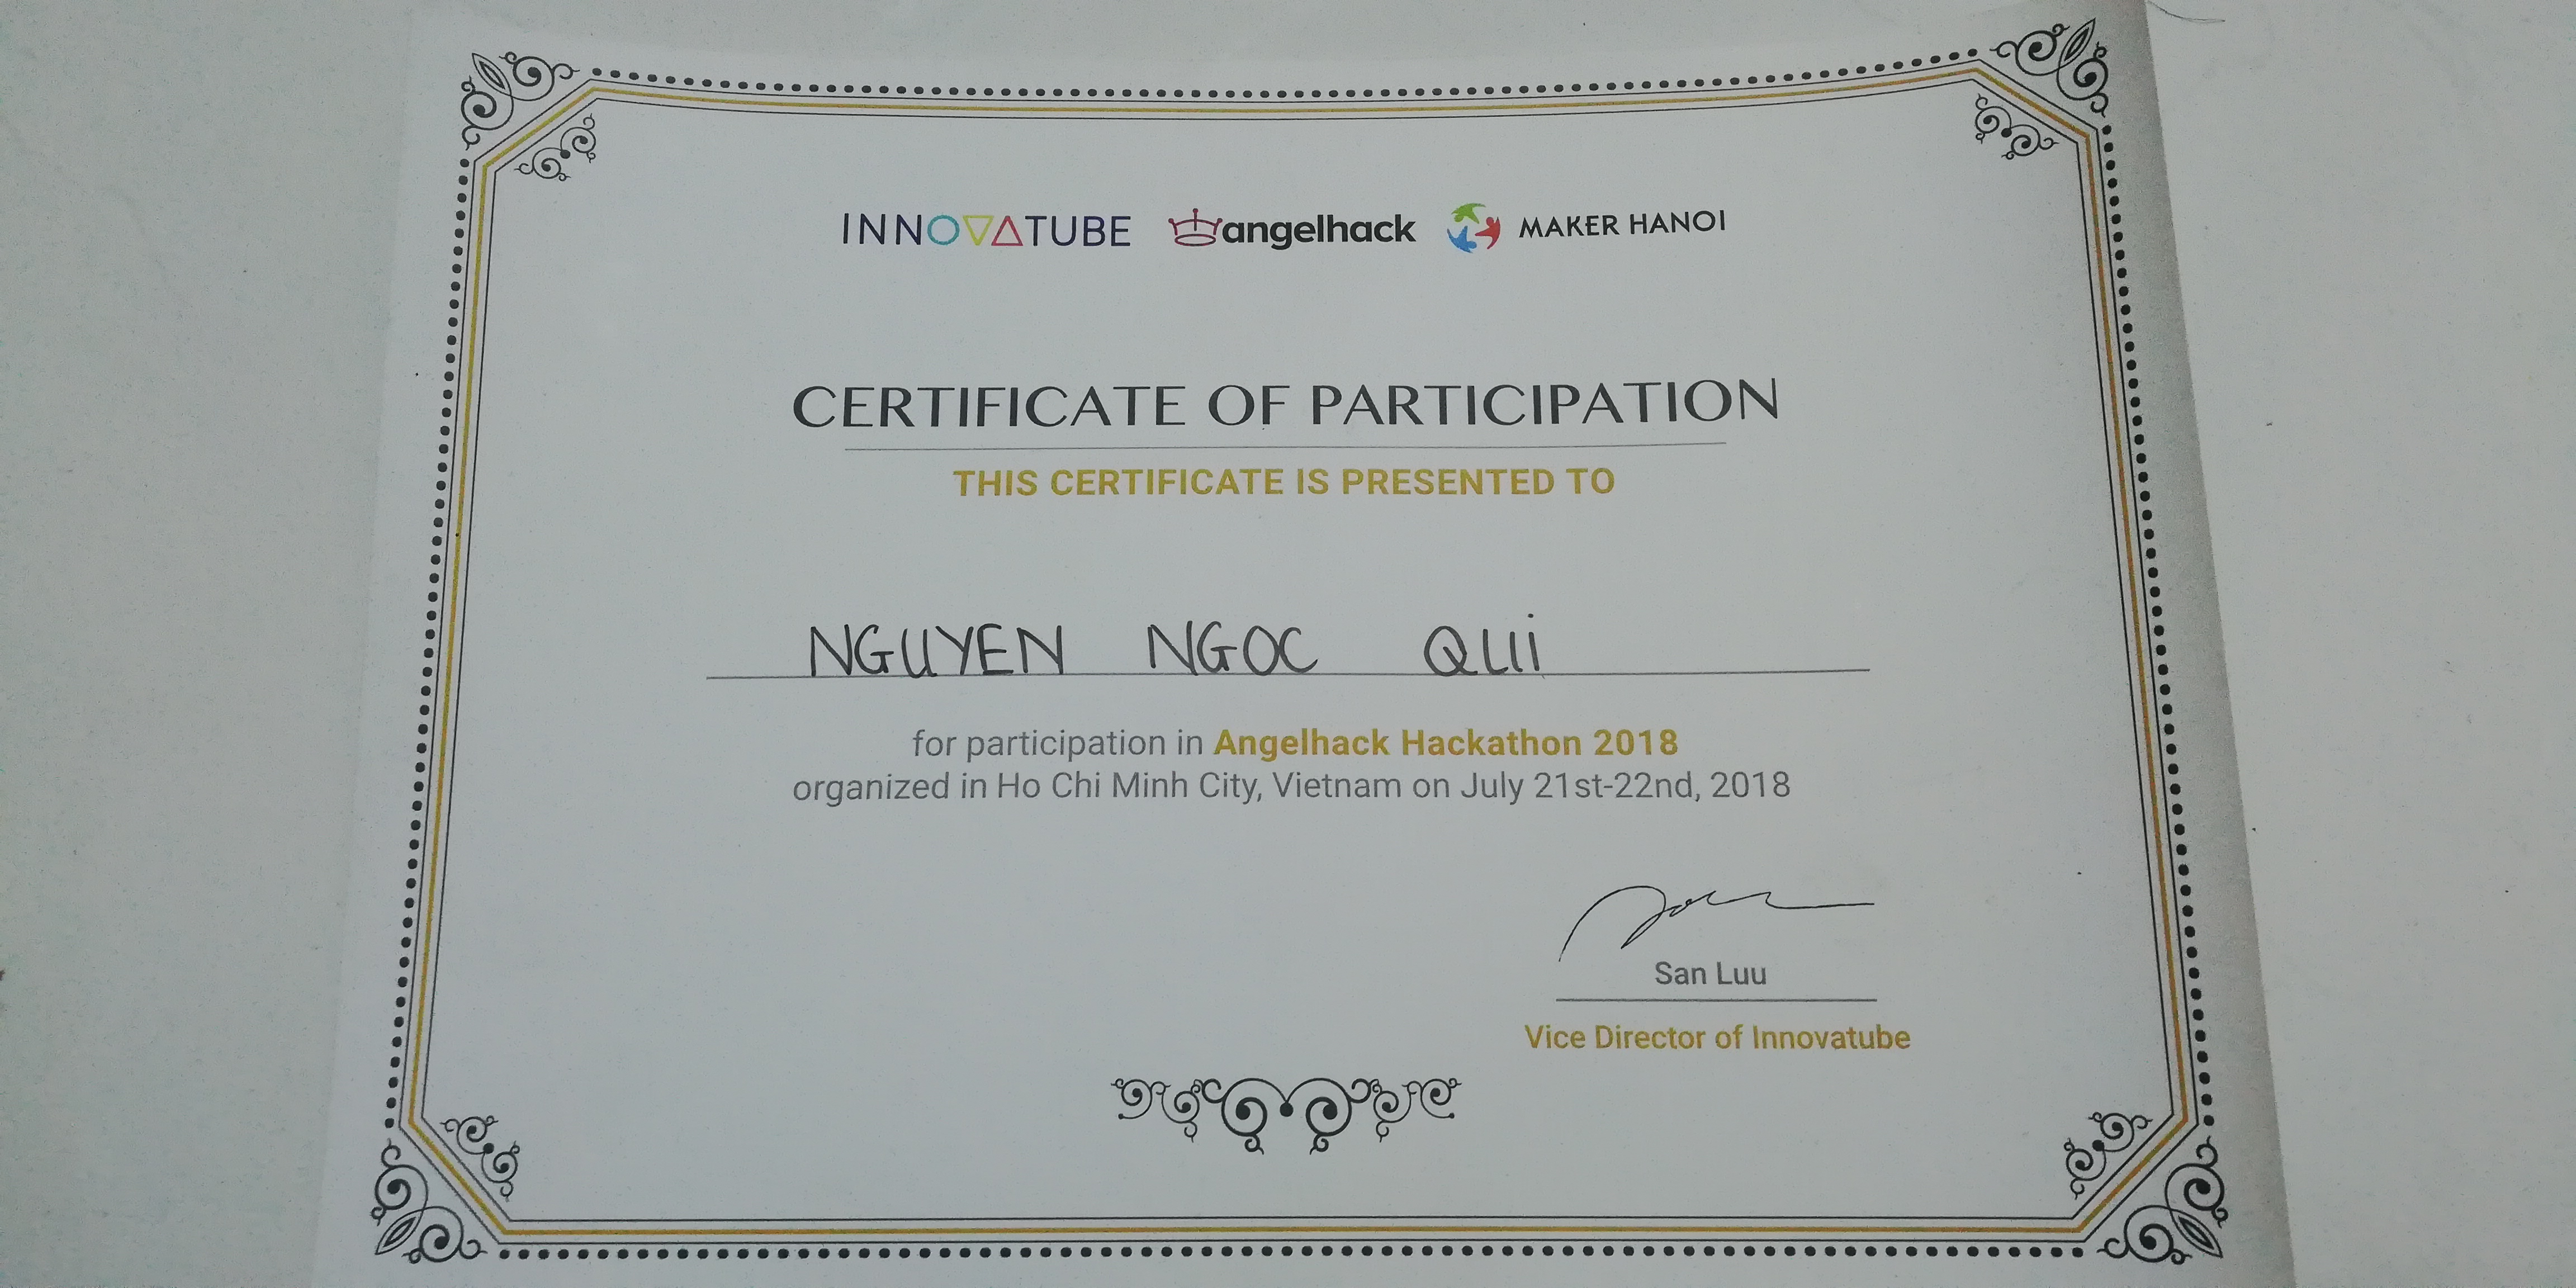 INNOVATUBE angelhack MAKER HANOI
CERTIFICATE OF PARTICIPATION
THIS CERTIFICATE IS PRESENTED TO
NGUYEN NGOC QUi
for participation in Angelhack Hackathon 2018
organized in Ho Chi Minh City, Vietnam on July 21st-22nd, 2018
San Luu
Vice Director of Innovatube